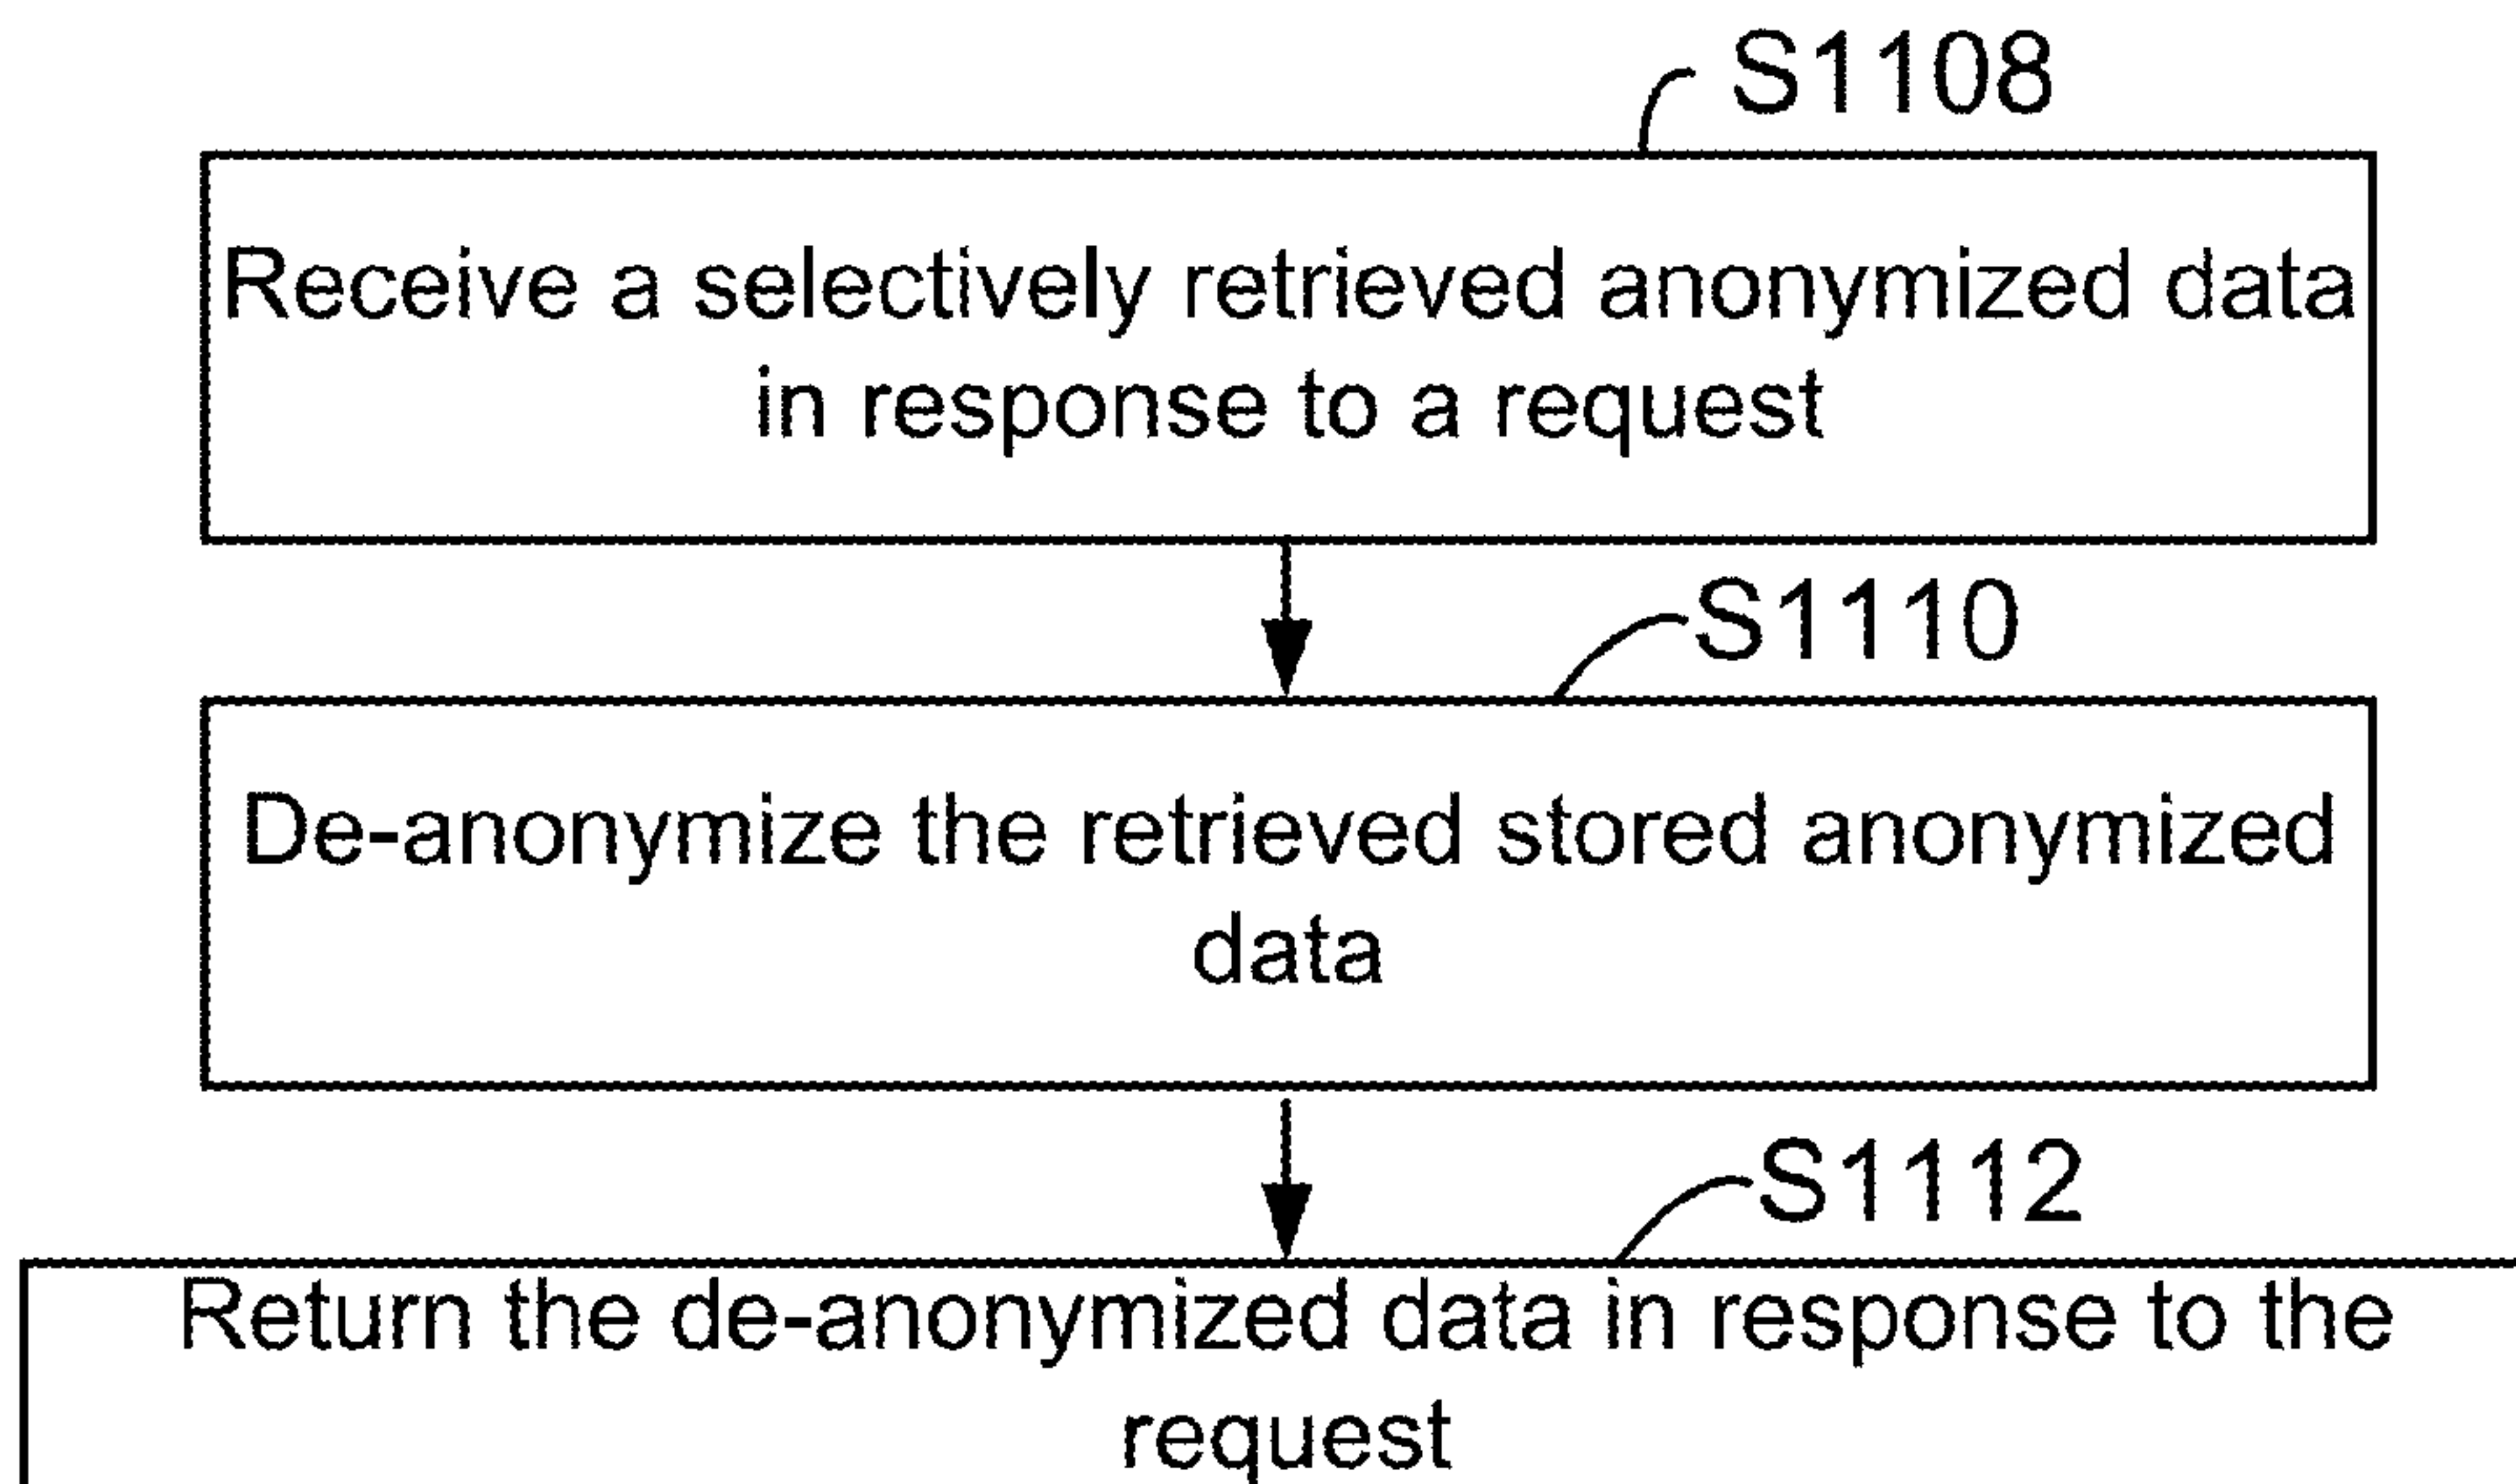 S1108
Receive a selectively retrieved anonymized data
in response to a request
S1110
De-anonymize the retrieved stored anonymized
data
S1112
Return the de-anonymized data in response to the
request